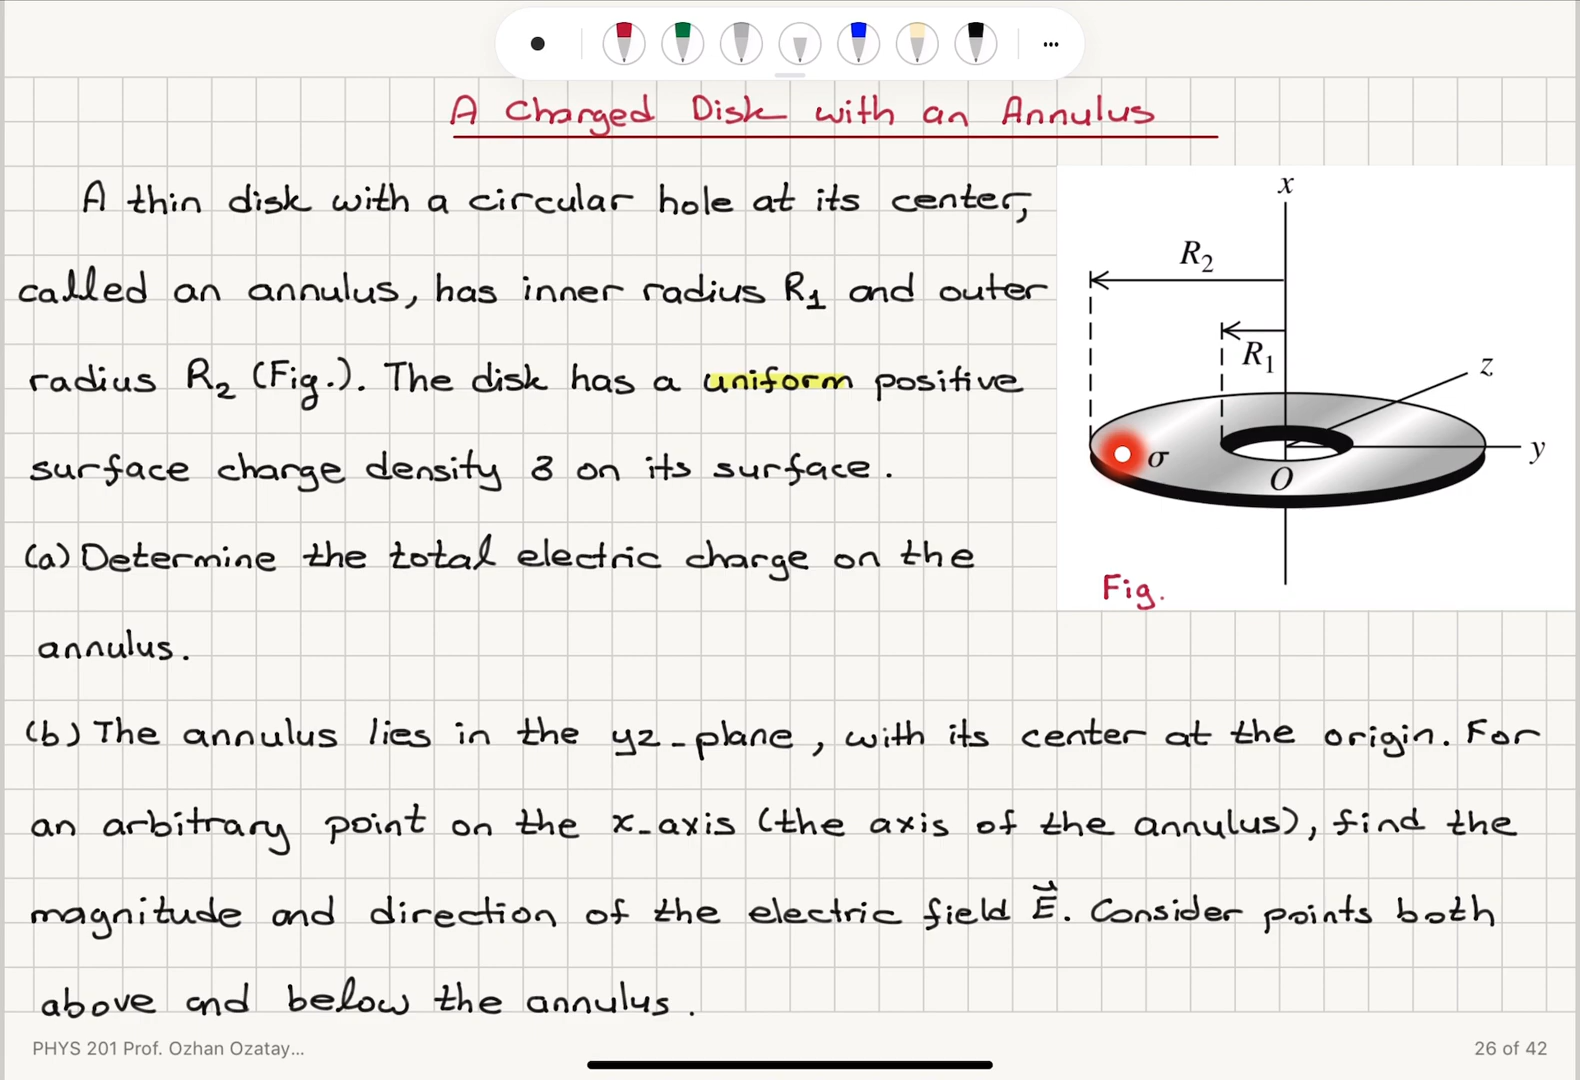 A Charged Disk with an Annulus
A thin disk with a circular hole at its center,
called an annulus, has inner radius R₁ and outer
radius R₂ (Fig.). The disk has a uniform positive
surface charge density σ on its surface.
(a) Determine the total electric charge on the
annulus.
(b) The annulus lies in the yz-plane, with its center at the origin. For
an arbitrary point on the x-axis (the axis of the annulus), find the
magnitude and direction of the electric field E⃗. Consider points both
above and below the annulus.
x
R₂
R₁
z
y
σ
O
Fig.
PHYS 201 Prof. Ozhan Ozatay...
26 of 42